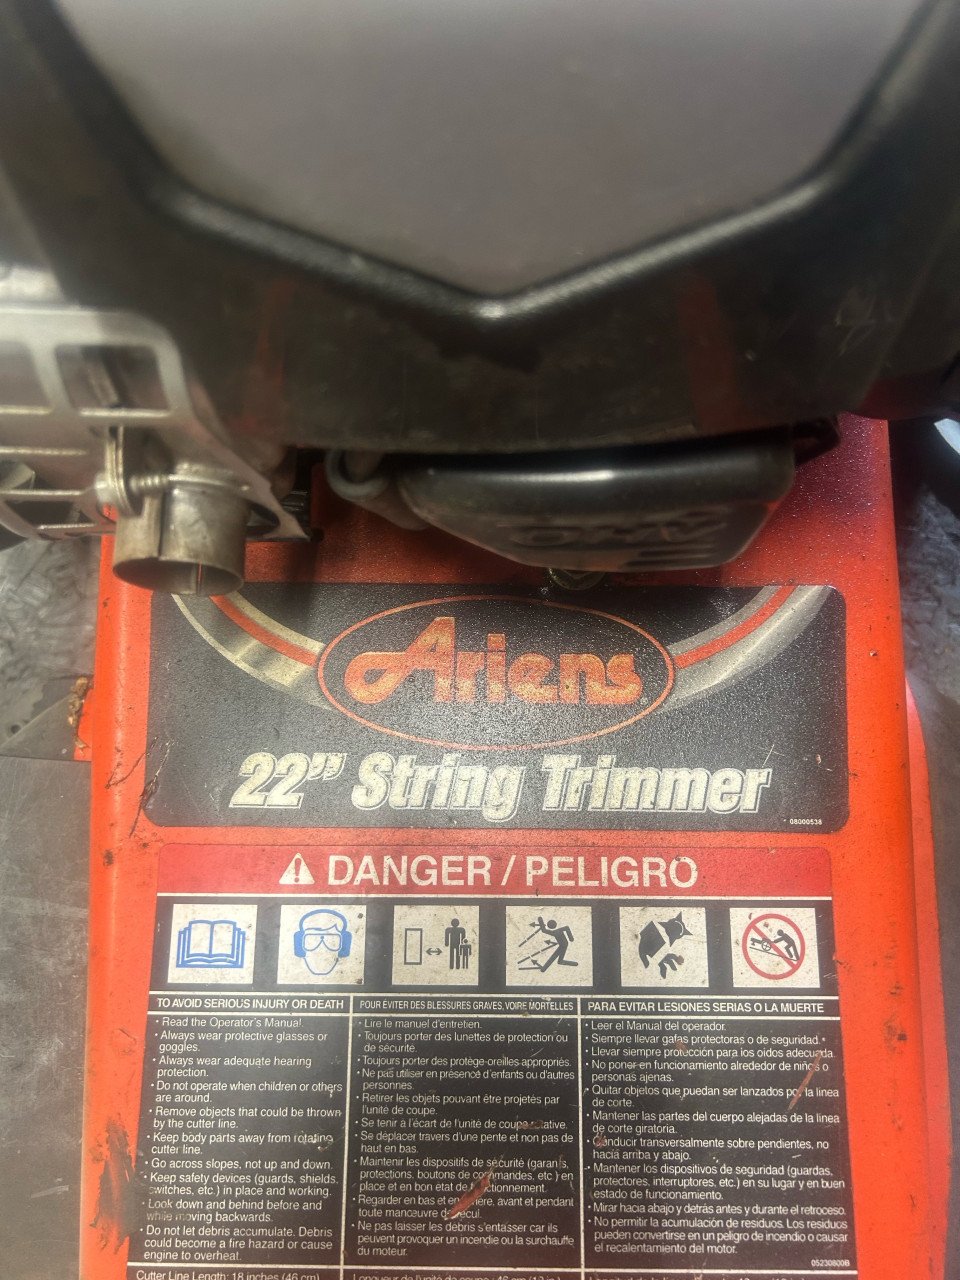 OHV
Ariens
22" String Trimmer
08000538
DANGER / PELIGRO
TO AVOID SERIOUS INJURY OR DEATH
• Read the Operator's Manual.
• Always wear protective glasses or
goggles.
• Always wear adequate hearing
protection.
• Do not operate when children or others
are around.
• Remove objects that could be thrown
by the cutter line.
• Keep body parts away from rotating
cutter line.
• Go across slopes, not up and down.
• Keep safety devices (guards, shields,
switches, etc.) in place and working.
• Look down and behind before and
while moving backwards.
• Do not let debris accumulate. Debris
could become a fire hazard or cause
engine to overheat.
Cutter Line Length: 18 inches (46 cm)
POUR ÉVITER DES BLESSURES GRAVES, VOIRE MORTELLES
• Lire le manuel d'entretien.
• Toujours porter des lunettes de protection ou
de sécurité.
• Toujours porter des protège-oreilles appropriés.
• Ne pas utiliser en présence d'enfants ou d'autres
personnes.
• Retirer les objets pouvant être projetés par
l'unité de coupe.
• Se tenir à l'écart de l'unité de coupe rotative.
• Se déplacer travers d'une pente et non pas de
haut en bas.
• Maintenir les dispositifs de sécurité (garants,
protections, boutons de commandes, etc.) en
place et en bon etat de fonctionnement.
• Regarder en bas et en arrière, avant et pendant
toute manœuvre de recul.
• Ne pas laisser les débris s'entasser car ils
peuvent provoquer un incendie ou la surchauffe
du moteur.
PARA EVITAR LESIONES SERIAS O LA MUERTE
• Leer el Manual del operador.
• Siempre llevar gafas protectoras o de seguridad.
• Llevar siempre protección para los oidos adecuada.
• No poner en funcionamiento alrededor de niños o
personas ajenas.
• Quitar objetos que puedan ser lanzados por la línea
de corte.
• Mantener las partes del cuerpo alejadas de la línea
de corte giratoria.
• Conducir transversalmente sobre pendientes, no
hacia arriba y abajo.
• Mantener los dispositivos de seguridad (guardas,
protectores, interruptores, etc.) en su lugar y en buen
estado de funcionamiento.
• Mirar hacia abajo y detrás antes y durante el retroceso.
• No permitir la acumulación de residuos. Los residuos
pueden convertirse en un peligro de incendio o causar
el recalentamiento del motor.
05230800B